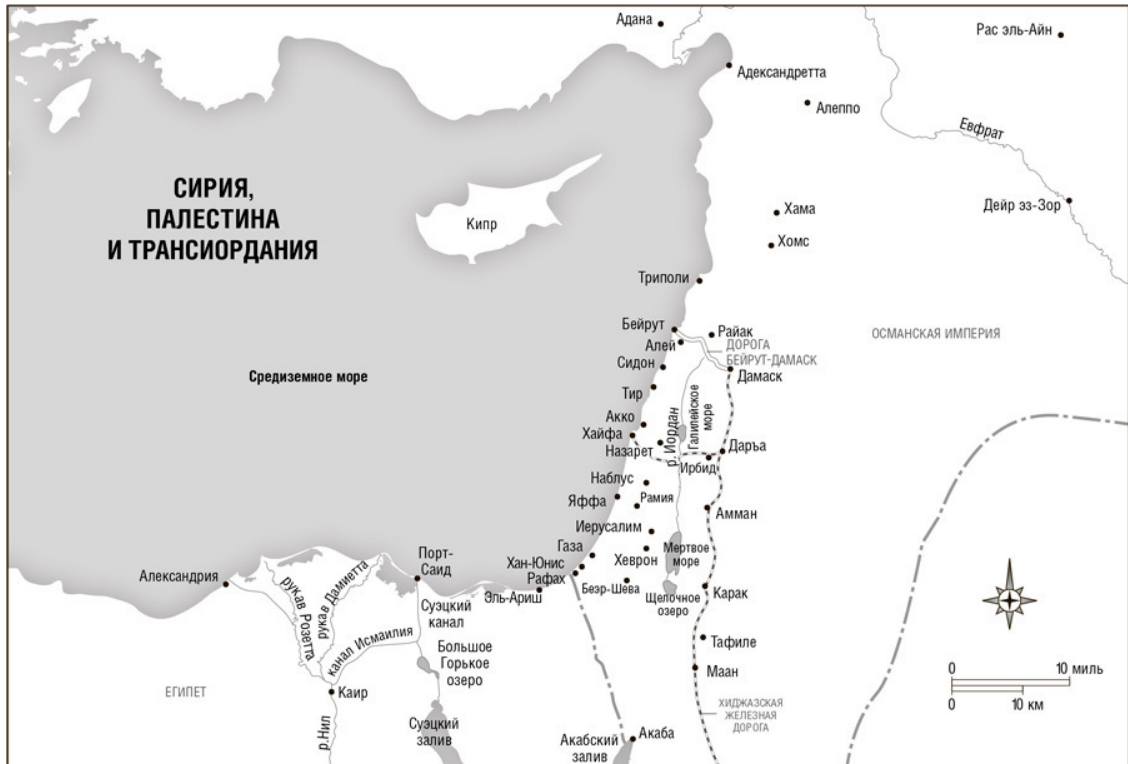 Адана
Рас эль-Айн
Адександретта
Алеппо
Евфрат
СИРИЯ,
ПАЛЕСТИНА
И ТРАНСИОРДАНИЯ
Кипр
Хама
Дейр эз-Зор
Хомс
Триполи
Бейрут
Райак
ОСМАНСКАЯ ИМПЕРИЯ
Алей
ДОРОГА
БЕЙРУТ-ДАМАСК
Сидон
Дамаск
Средиземное море
Тир
Акко
р. Иордан
Галилейское
море
Хайфа
Назарет
Даръа
Ирбид
Наблус
Яффа
Рамия
Амман
Иерусалим
Газа
Мертвое
море
Хан-Юнис
Хеврон
Рафах
Порт-
Саид
Александрия
рукав Розетта
рукав Дамиетта
Эль-Ариш
Беэр-Шева
Щелочное
озеро
Карак
Суэцкий
канал
канал Исмаилия
Большое
Горькое
озеро
Тафиле
Маан
0
10 миль
0
10 км
ЕГИПЕТ
Каир
р.Нил
Суэцкий
залив
ХИДЖАЗСКАЯ
ЖЕЛЕЗНАЯ
ДОРОГА
Акабский
залив
Акаба